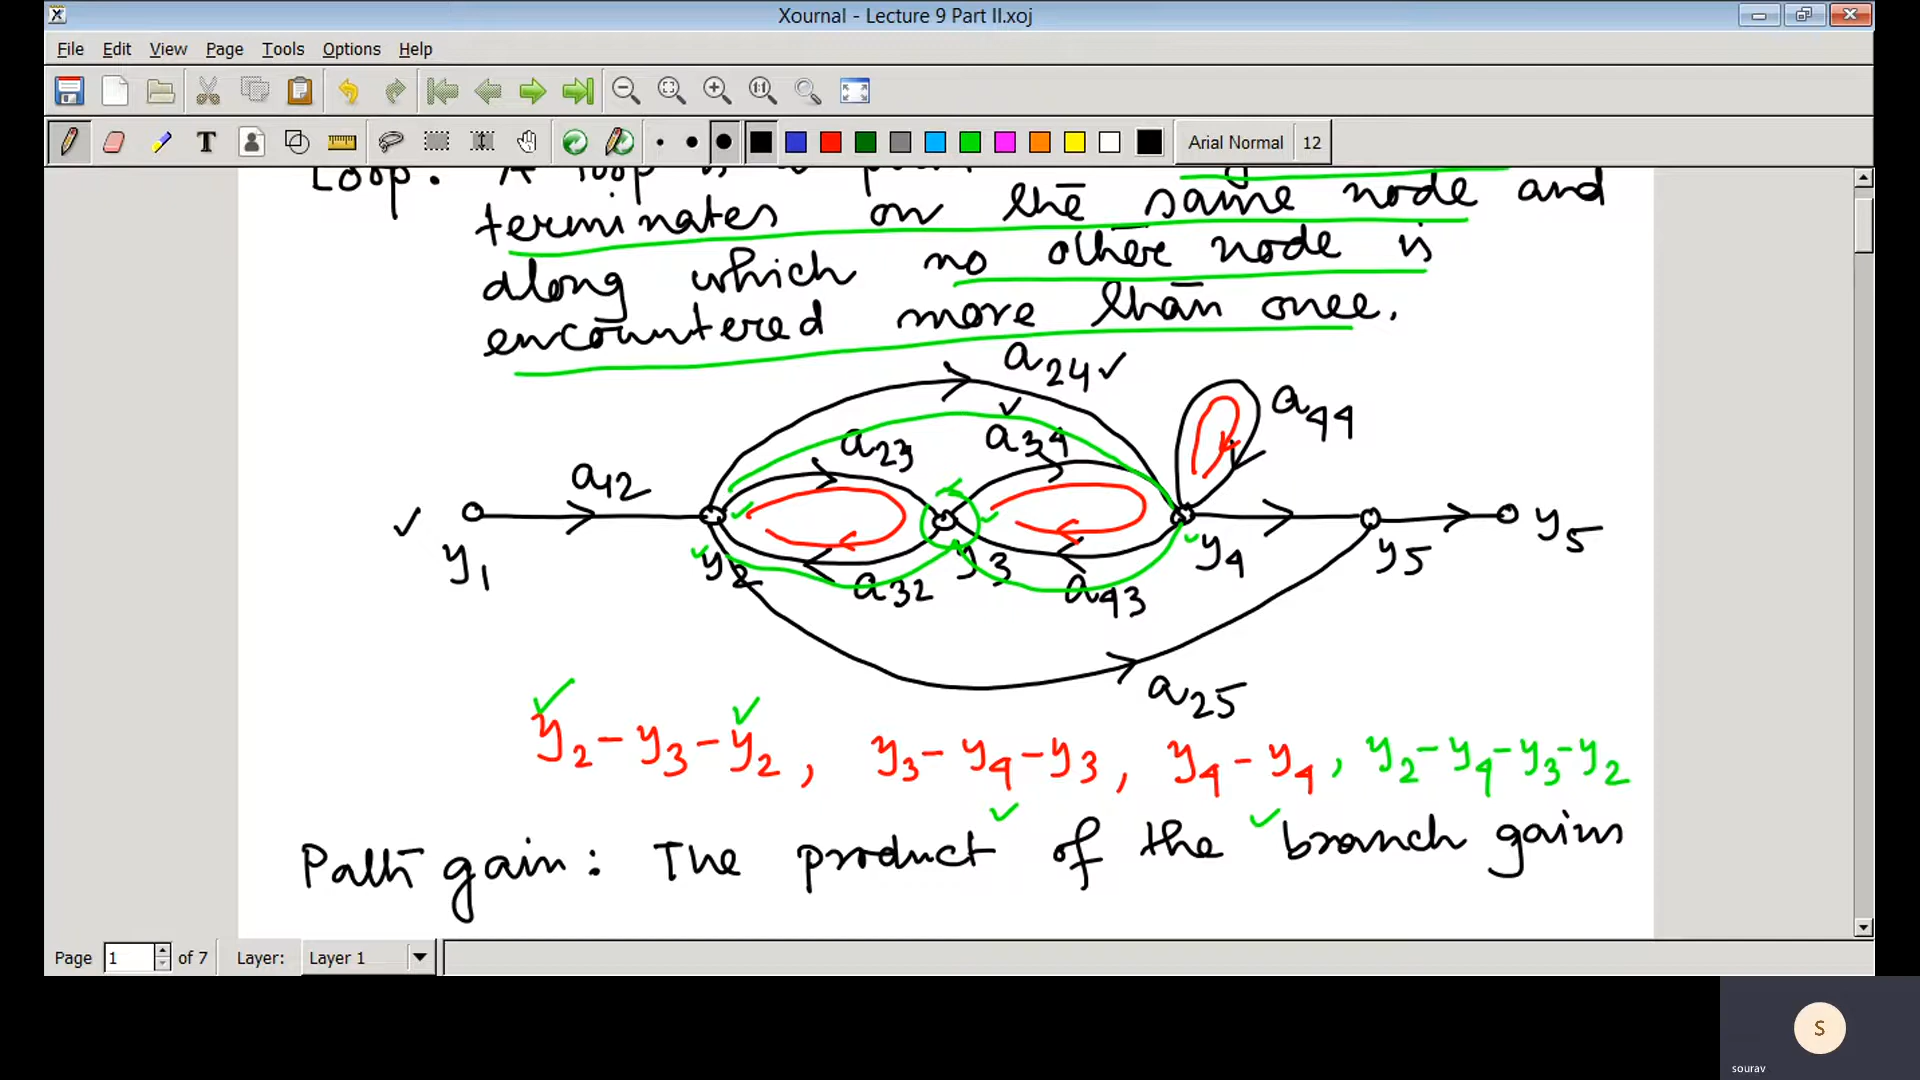 Xournal - Lecture 9 Part II.xoj
File Edit View Page Tools Options Help
Arial Normal 12
Loop: A loop is a
terminates on the same node and
along which no other node is
encountered more than once.
a24
a44
a23 a34
a12
y1 y2 y3 y4 y5 y5
a32 a43
a25
y2-y3-y2, y3-y4-y3, y4-y4, y2-y4-y3-y2
Path gain: The product of the branch gains
Page 1 of 7 Layer: Layer 1
S
sourav